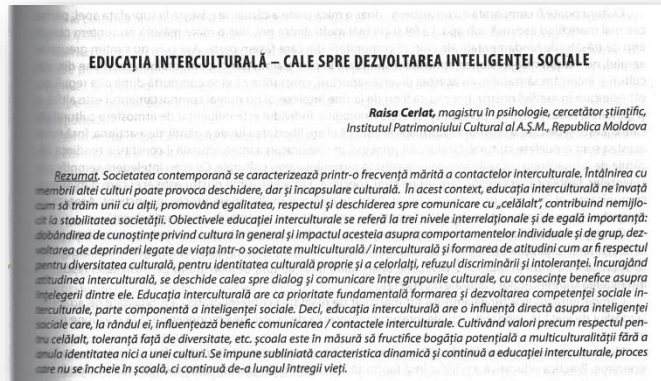 EDUCAȚIA INTERCULTURALĂ – CALE SPRE DEZVOLTAREA INTELIGENȚEI SOCIALE
Raisa Cerlat, magistru în psihologie, cercetător științific,
Institutul Patrimoniului Cultural al A.Ș.M., Republica Moldova
Rezumat. Societatea contemporană se caracterizează printr-o frecvență mărită a contactelor interculturale. Întâlnirea cu
membrii altei culturi poate provoca deschidere, dar și încapsulare culturală. În acest context, educația interculturală ne învață
cum să trăim unii cu alții, promovând egalitatea, respectul și deschiderea spre comunicare cu „celălalt”, contribuind nemijlo-
cit la stabilitatea societății. Obiectivele educației interculturale se referă la trei nivele interrelaționale și de egală importanță:
dobândirea de cunoștințe privind cultura în general și impactul acesteia asupra comportamentelor individuale și de grup, dez-
voltarea de deprinderi legate de viața într-o societate multiculturală / interculturală și formarea de atitudini cum ar fi respectul
pentru diversitatea culturală, pentru identitatea culturală proprie și a celorlalți, refuzul discriminării și intoleranței. Încurajând
atitudinea interculturală, se deschide calea spre dialog și comunicare între grupurile culturale, cu consecințe benefice asupra
înțelegerii dintre ele. Educația interculturală are ca prioritate fundamentală formarea și dezvoltarea competenței sociale in-
terculturale, parte componentă a inteligenței sociale. Deci, educația interculturală are o influență directă asupra inteligenței
sociale care, la rândul ei, influențează benefic comunicarea / contactele interculturale. Cultivând valori precum respectul pen-
tru celălalt, toleranță față de diversitate, etc. școala este în măsură să fructifice bogăția potențială a multiculturalității fără a
anula identitatea nici a unei culturi. Se impune subliniată caracteristica dinamică și continuă a educației interculturale, proces
care nu se încheie în școală, ci continuă de-a lungul întregii vieți.